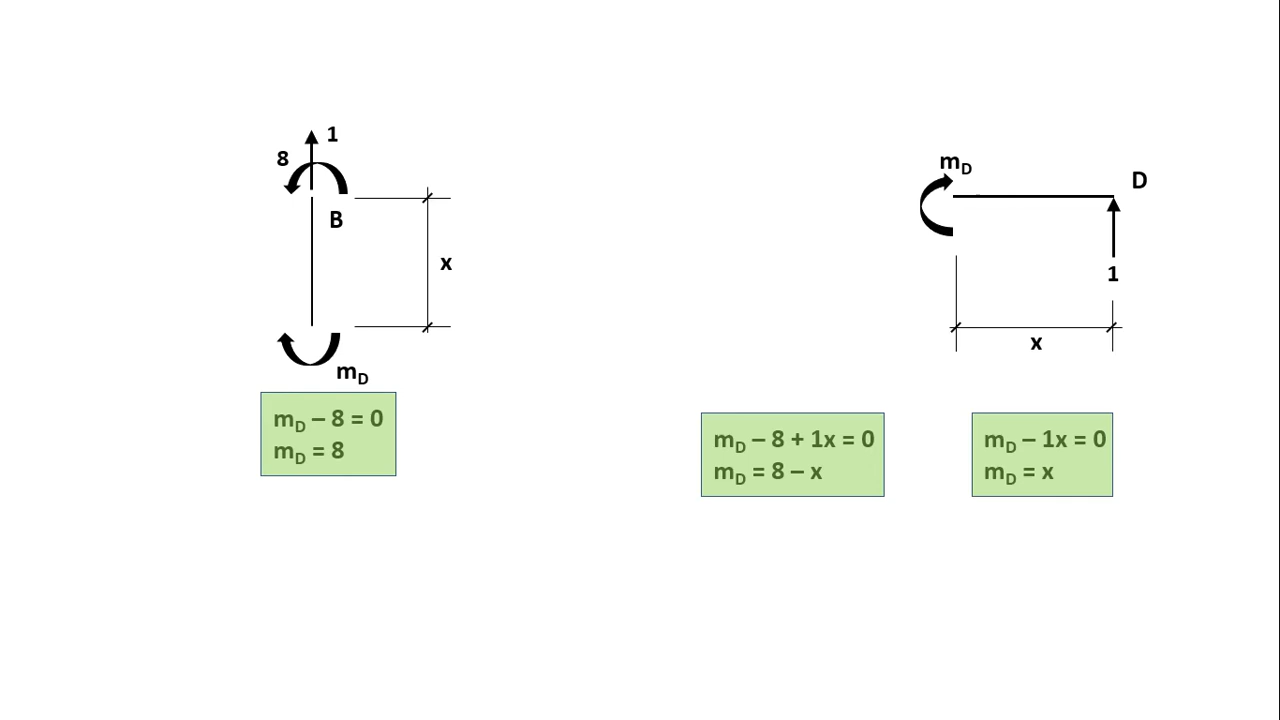 1
8
B
x
mD
mD – 8 = 0
mD = 8
mD
D
1
x
mD – 8 + 1x = 0
mD = 8 – x
mD – 1x = 0
mD = x